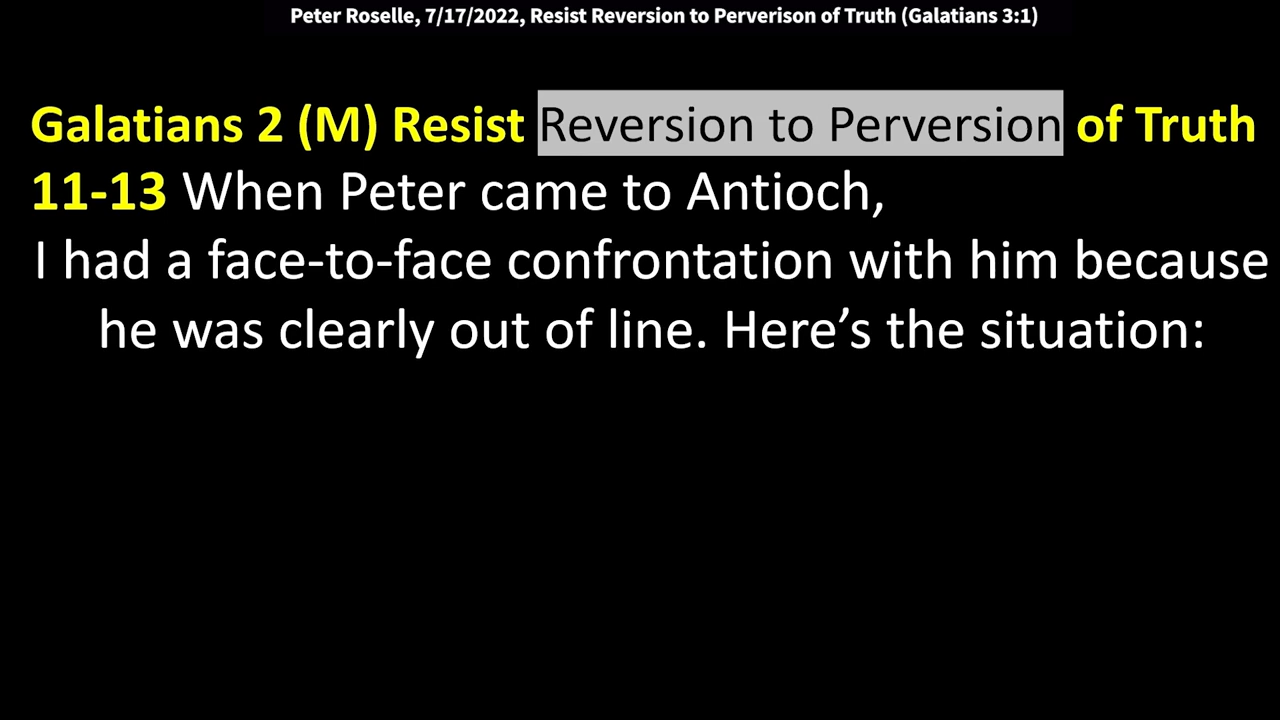 Peter Roselle, 7/17/2022, Resist Reversion to Perverison of Truth (Galatians 3:1)
Galatians 2 (M) Resist Reversion to Perversion of Truth
11-13 When Peter came to Antioch,
I had a face-to-face confrontation with him because
he was clearly out of line. Here’s the situation: